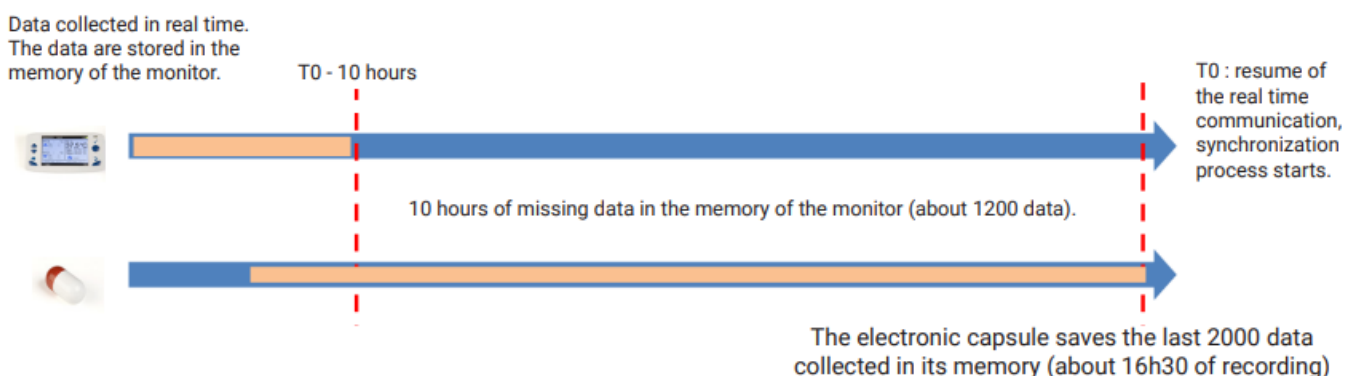 Data collected in real time.
The data are stored in the
memory of the monitor.
T0 - 10 hours
T0 : resume of
the real time
communication,
synchronization
process starts.
10 hours of missing data in the memory of the monitor (about 1200 data).
The electronic capsule saves the last 2000 data
collected in its memory (about 16h30 of recording)